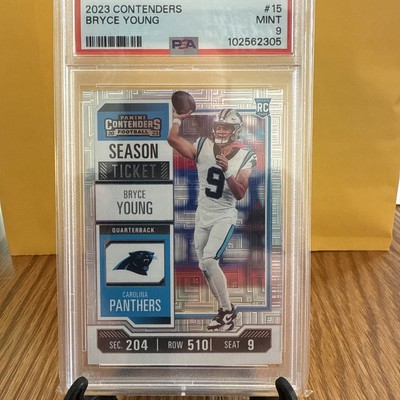 2023 CONTENDERS #15
BRYCE YOUNG MINT
PSA 9
102562305
PANINI
CONTENDERS
FOOTBALL
RC
SEASON
TICKET
BRYCE
YOUNG
9
QUARTERBACK
CAROLINA
PANTHERS
SEC. 204 ROW 510 SEAT 9